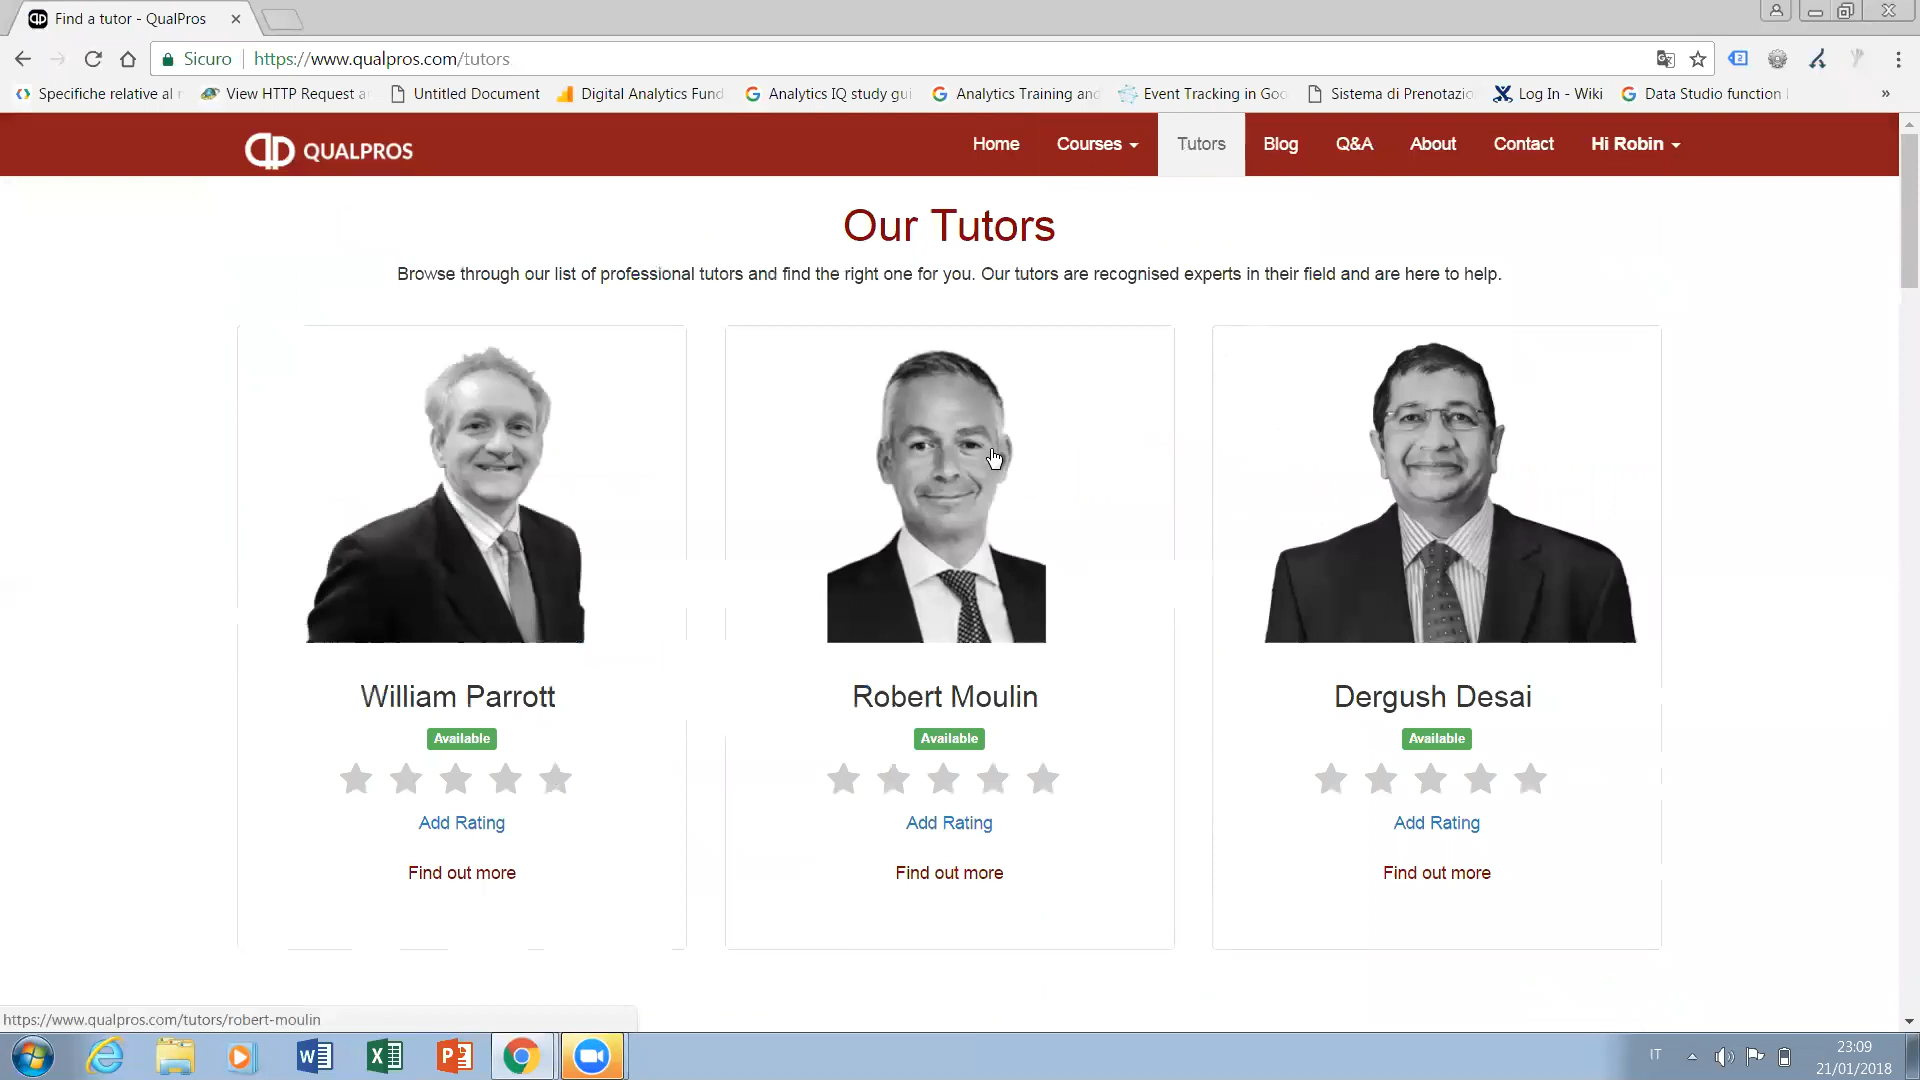 Find a tutor - QualPros
Sicuro https://www.qualpros.com/tutors
Specifiche relative al View HTTP Request a Untitled Document Digital Analytics Fund Analytics IQ study gui Analytics Training and Event Tracking in Goo Sistema di Prenotazio Log In - Wiki Data Studio function »
QUALPROS Home Courses Tutors Blog Q&A About Contact Hi Robin
Our Tutors
Browse through our list of professional tutors and find the right one for you. Our tutors are recognised experts in their field and are here to help.
William Parrott
Available
Add Rating
Find out more
Robert Moulin
Available
Add Rating
Find out more
Dergush Desai
Available
Add Rating
Find out more
https://www.qualpros.com/tutors/robert-moulin
IT
23:09
21/01/2018